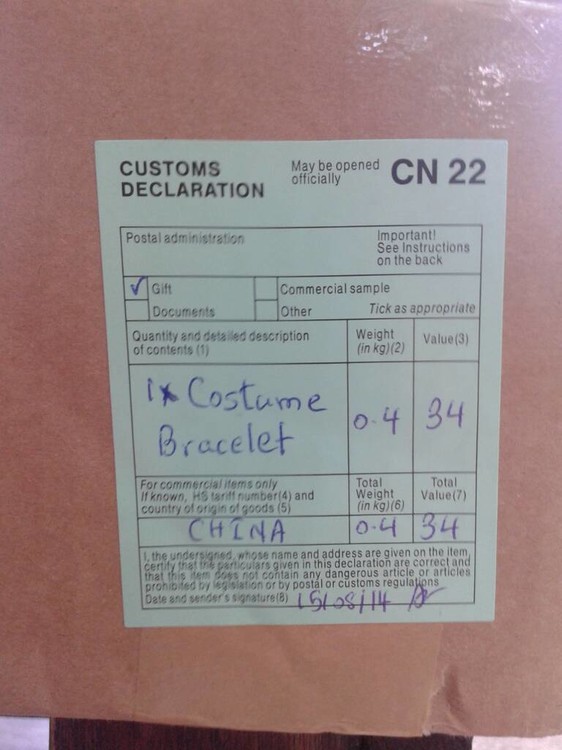 CUSTOMS
DECLARATION
May be opened
officially
CN 22
Postal administration
Important!
See Instructions
on the back
✓ Gift
Commercial sample
Documents
Other
Tick as appropriate
Quantity and detailed description
of contents (1)
Weight
(in kg)(2)
Value(3)
1x Costume
Bracelet
0.4
34
For commercial items only
If known, HS tariff number(4) and
country of origin of goods (5)
Total
Weight
(in kg)(6)
Total
Value(7)
CHINA
0.4
34
I, the undersigned, whose name and address are given on the item,
certify that the particulars given in this declaration are correct and
that this item does not contain any dangerous article or articles
prohibited by legislation or by postal or customs regulations
Date and sender's signature(8) 15/08/14